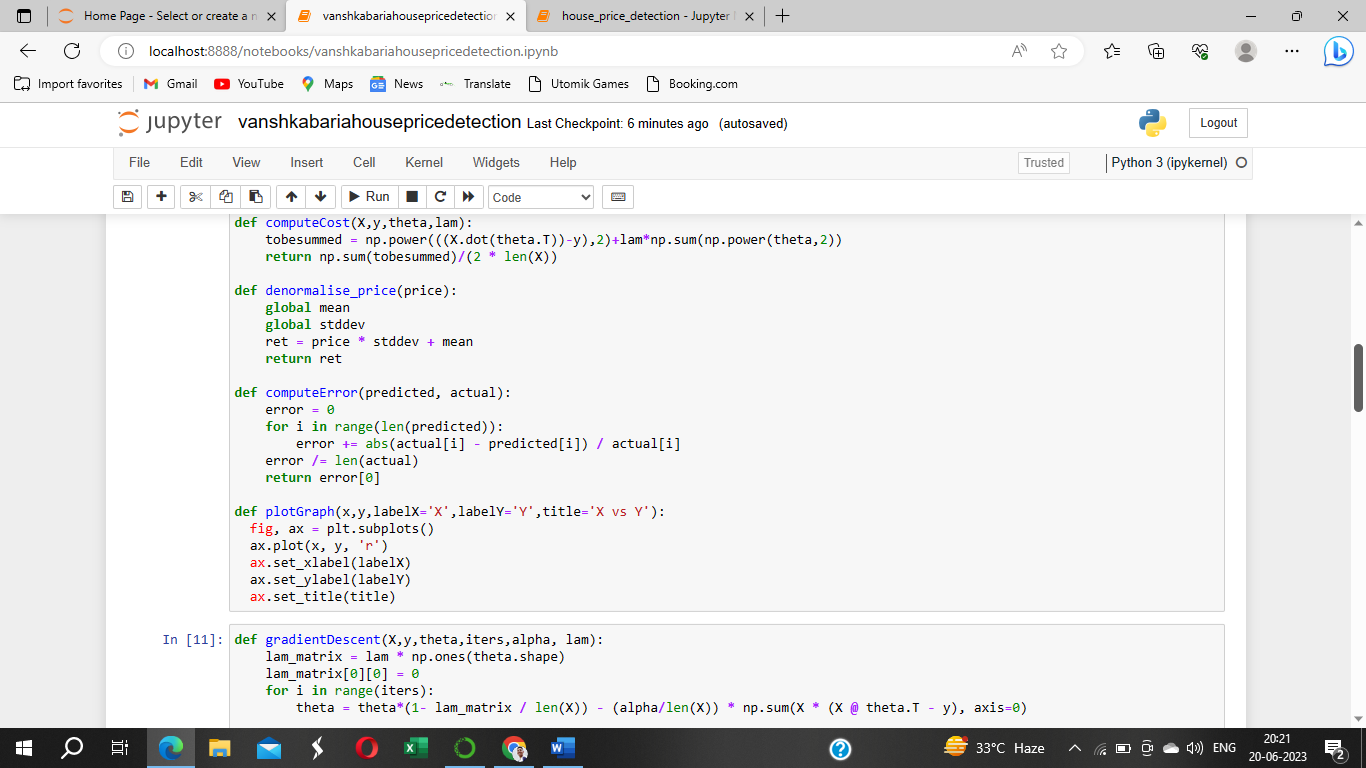 Home Page - Select or create a n
vanshkabariahousepricedetection
house_price_detection - Jupyter
localhost:8888/notebooks/vanshkabariahousepricedetection.ipynb
Import favorites
Gmail
YouTube
Maps
News
Translate
Utomik Games
Booking.com
jupyter vanshkabariahousepricedetection Last Checkpoint: 6 minutes ago (autosaved)
Logout
File Edit View Insert Cell Kernel Widgets Help
Trusted
Python 3 (ipykernel)
Run
Code
def computeCost(X,y,theta,lam):
    tobesummed = np.power(((X.dot(theta.T))-y),2)+lam*np.sum(np.power(theta,2))
    return np.sum(tobesummed)/(2 * len(X))
def denormalise_price(price):
    global mean
    global stddev
    ret = price * stddev + mean
    return ret
def computeError(predicted, actual):
    error = 0
    for i in range(len(predicted)):
        error += abs(actual[i] - predicted[i]) / actual[i]
    error /= len(actual)
    return error[0]
def plotGraph(x,y,labelX='X',labelY='Y',title='X vs Y'):
  fig, ax = plt.subplots()
  ax.plot(x, y, 'r')
  ax.set_xlabel(labelX)
  ax.set_ylabel(labelY)
  ax.set_title(title)
In [11]: def gradientDescent(X,y,theta,iters,alpha, lam):
    lam_matrix = lam * np.ones(theta.shape)
    lam_matrix[0][0] = 0
    for i in range(iters):
        theta = theta*(1- lam_matrix / len(X)) - (alpha/len(X)) * np.sum(X * (X @ theta.T - y), axis=0)
33°C Haze
ENG
20:21
20-06-2023
2